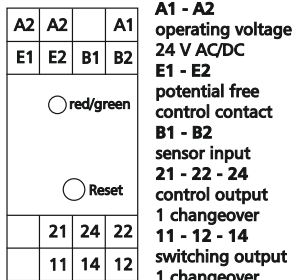 A2 A2 A1
E1 E2 B1 B2
red/green
Reset
21 24 22
11 14 12
A1 - A2
operating voltage
24 V AC/DC
E1 - E2
potential free
control contact
B1 - B2
sensor input
21 - 22 - 24
control output
1 changeover
11 - 12 - 14
switching output
1 changeover